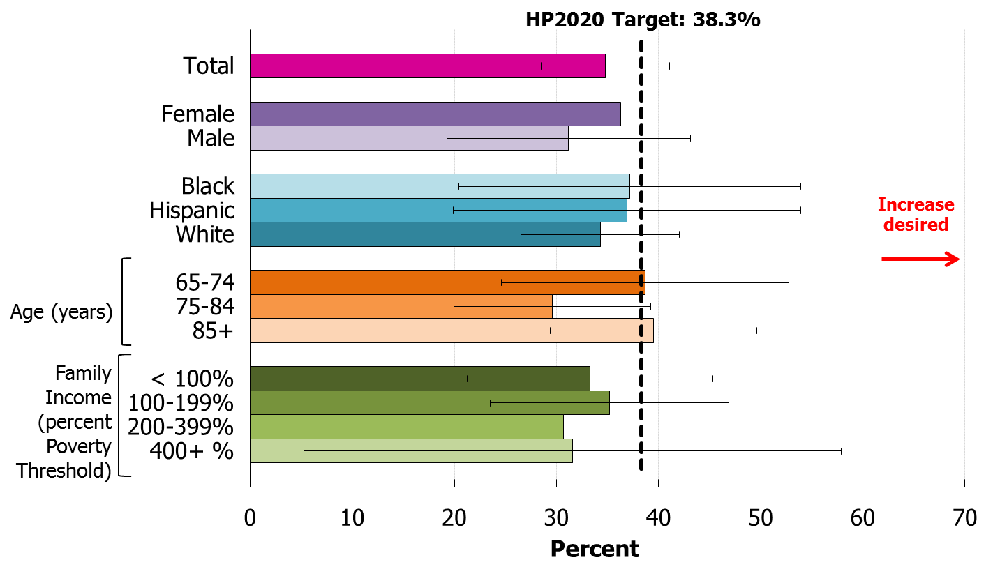 HP2020 Target: 38.3%
Total
Female
Male
Black
Hispanic
White
Increase
desired
Age (years)
65-74
75-84
85+
Family
Income
(percent
Poverty
Threshold)
< 100%
100-199%
200-399%
400+ %
0 10 20 30 40 50 60 70
Percent